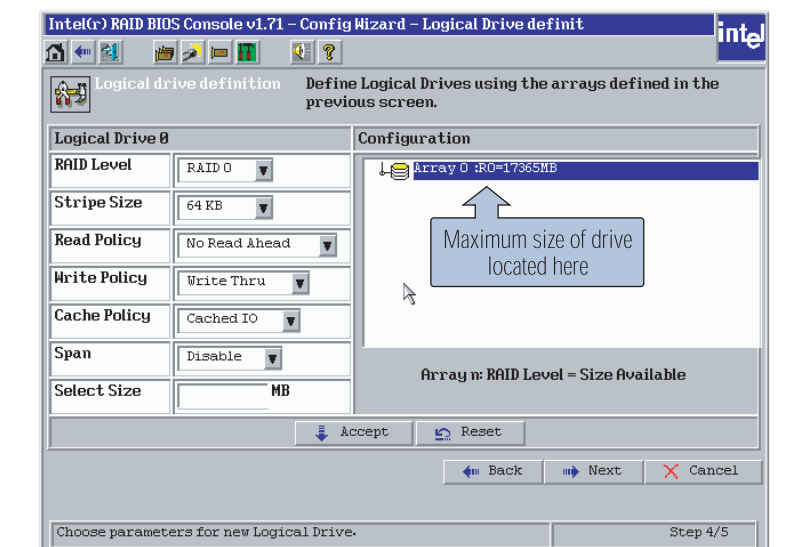 Intel(r) RAID BIOS Console v1.71 – Config Wizard – Logical Drive definit
intel
Logical drive definition
Define Logical Drives using the arrays defined in the
previous screen.
Logical Drive 0
Configuration
RAID Level
RAID 0
Stripe Size
64 KB
Read Policy
No Read Ahead
Write Policy
Write Thru
Cache Policy
Cached IO
Span
Disable
Select Size
MB
Array 0 :R0=17365MB
Maximum size of drive
located here
Array n: RAID Level = Size Available
Accept
Reset
Back
Next
Cancel
Choose parameters for new Logical Drive.
Step 4/5